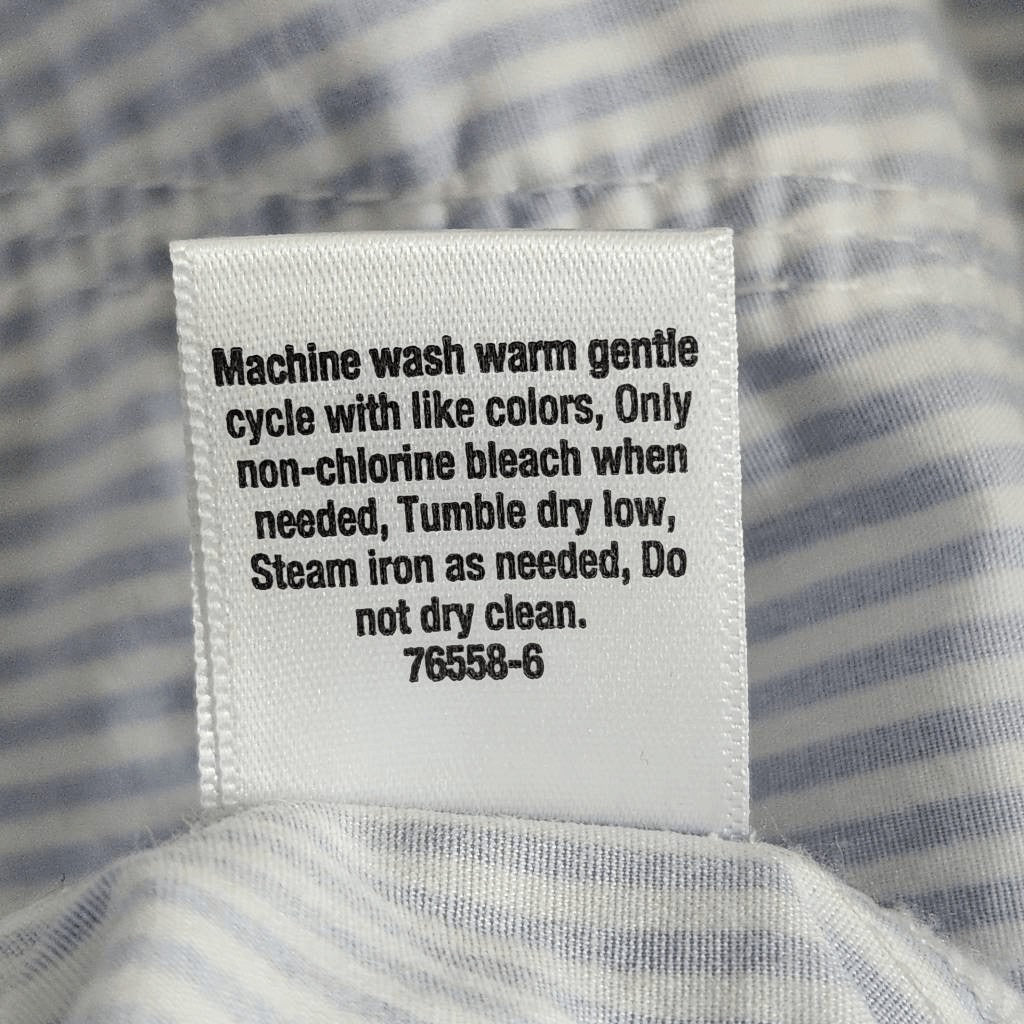 Machine wash warm gentle
cycle with like colors, Only
non-chlorine bleach when
needed, Tumble dry low,
Steam iron as needed, Do
not dry clean.
76558-6